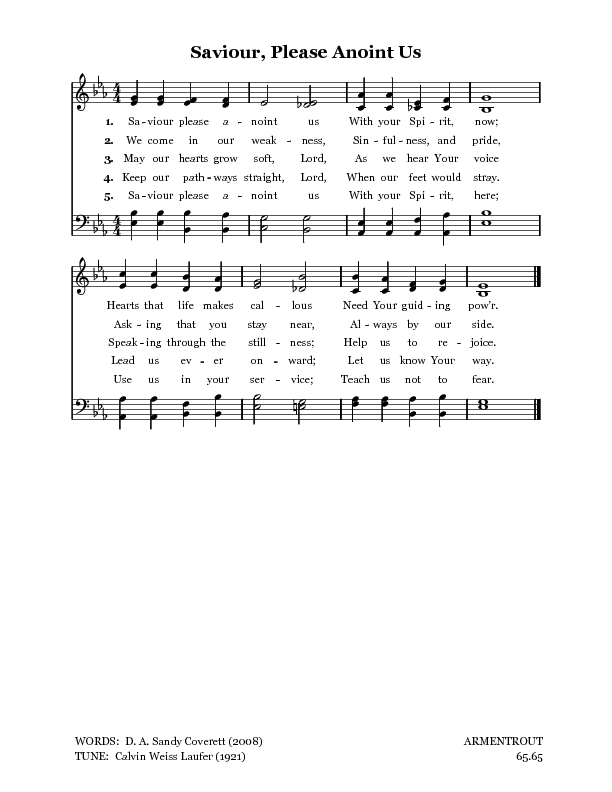 Saviour, Please Anoint Us
1. Sa-viour please a-noint us With your Spi-rit, now;
2. We come in our weak-ness, Sin-ful-ness, and pride,
3. May our hearts grow soft, Lord, As we hear Your voice
4. Keep our path-ways straight, Lord, When our feet would stray.
5. Sa-viour please a-noint us With your Spi-rit, here;
Hearts that life makes cal-lous Need Your guid-ing pow'r.
Ask-ing that you stay near, Al-ways by our side.
Speak-ing through the still-ness; Help us to re-joice.
Lead us ev-er on-ward; Let us know Your way.
Use us in your ser-vice; Teach us not to fear.
WORDS: D. A. Sandy Coverett (2008) ARMENTROUT
TUNE: Calvin Weiss Laufer (1921) 65.65